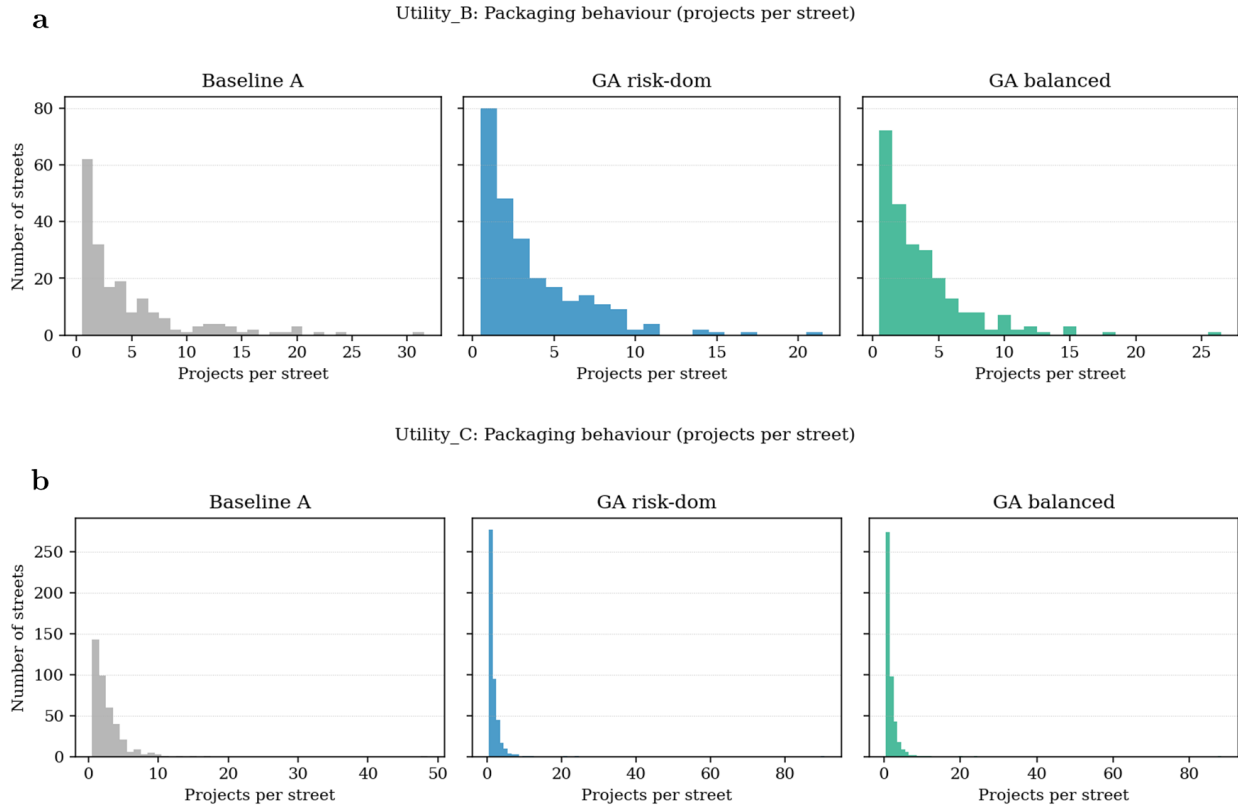 a
Utility_B: Packaging behaviour (projects per street)
Baseline A
GA risk-dom
GA balanced
Number of streets
80
60
40
20
0
0 5 10 15 20 25 30
0 5 10 15 20
0 5 10 15 20 25
Projects per street
Projects per street
Projects per street
Utility_C: Packaging behaviour (projects per street)
b
Baseline A
GA risk-dom
GA balanced
Number of streets
250
200
150
100
50
0
0 10 20 30 40 50
0 20 40 60 80
0 20 40 60 80
Projects per street
Projects per street
Projects per street